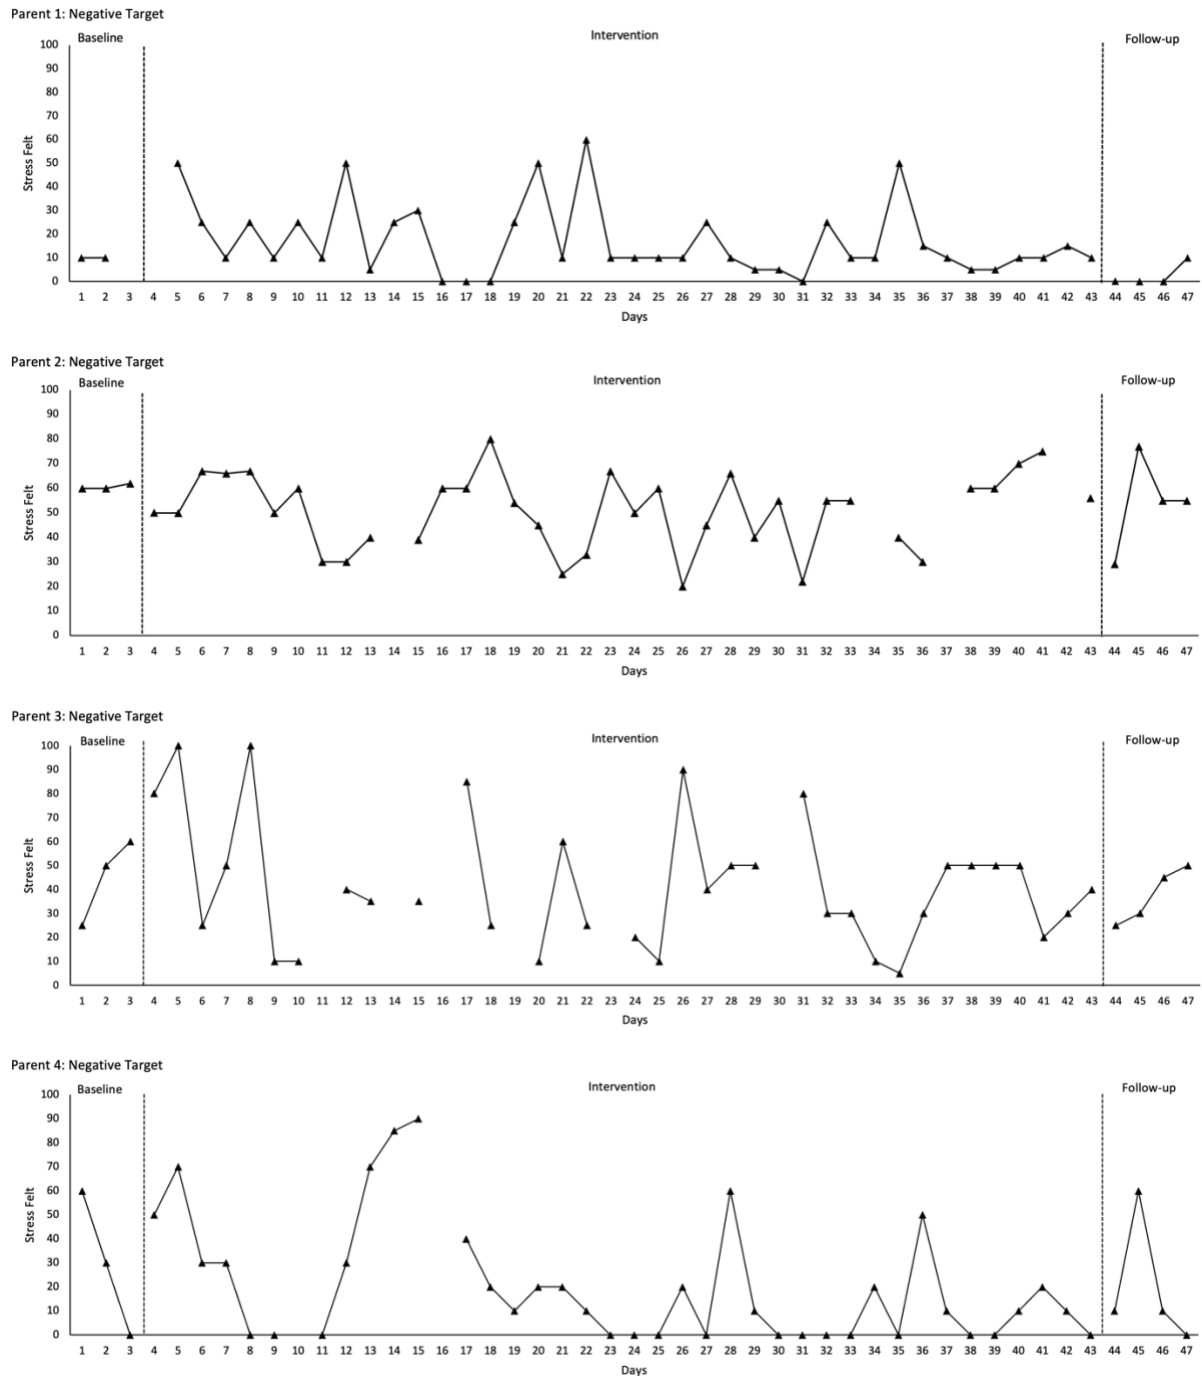 Parent 1: Negative Target
Baseline Intervention Follow-up
100
90
80
70
60
50
40
30
20
10
0
Stress Felt
1 2 3 4 5 6 7 8 9 10 11 12 13 14 15 16 17 18 19 20 21 22 23 24 25 26 27 28 29 30 31 32 33 34 35 36 37 38 39 40 41 42 43 44 45 46 47
Days
Parent 2: Negative Target
Baseline Intervention Follow-up
100
90
80
70
60
50
40
30
20
10
0
Stress Felt
1 2 3 4 5 6 7 8 9 10 11 12 13 14 15 16 17 18 19 20 21 22 23 24 25 26 27 28 29 30 31 32 33 34 35 36 37 38 39 40 41 42 43 44 45 46 47
Days
Parent 3: Negative Target
Baseline Intervention Follow-up
100
90
80
70
60
50
40
30
20
10
0
Stress Felt
1 2 3 4 5 6 7 8 9 10 11 12 13 14 15 16 17 18 19 20 21 22 23 24 25 26 27 28 29 30 31 32 33 34 35 36 37 38 39 40 41 42 43 44 45 46 47
Days
Parent 4: Negative Target
Baseline Intervention Follow-up
100
90
80
70
60
50
40
30
20
10
0
Stress Felt
1 2 3 4 5 6 7 8 9 10 11 12 13 14 15 16 17 18 19 20 21 22 23 24 25 26 27 28 29 30 31 32 33 34 35 36 37 38 39 40 41 42 43 44 45 46 47
Days